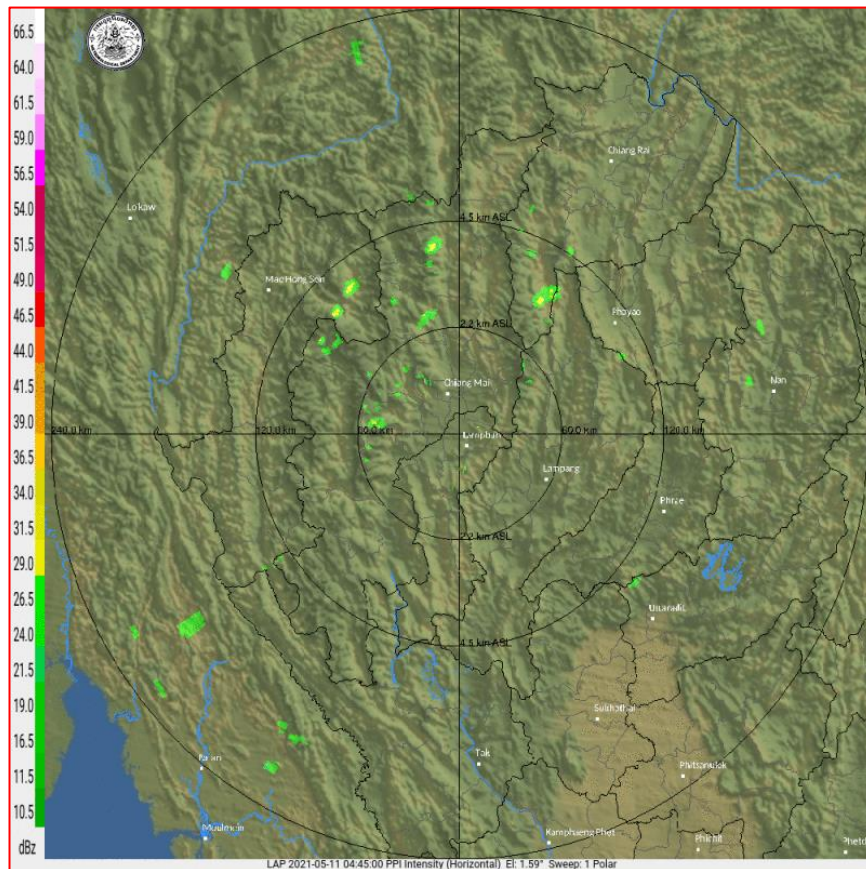 66.5
64.0
61.5
59.0
56.5
54.0
51.5
49.0
46.5
44.0
41.5
39.0
36.5
34.0
31.5
29.0
26.5
24.0
21.5
19.0
16.5
11.5
10.5
dBz
Chiang Rai
Loikaw
4.5 km ASL
Mae Hong Son
Phayao
2.2 km ASL
Chiang Mai
Nan
240.0 km
120.0 km
60.0 km
120.0 km
Lamphun
Lampang
Phrae
2.2 km ASL
Uttaradit
4.5 km ASL
Sukhothai
Tak
Pa-an
Phitsanulok
Moulmein
Kamphaeng Phet
Phichit
Phetch
LAP 2021-05-11 04:45:00 PPI Intensity (Horizontal) El: 1.59° Sweep: 1 Polar